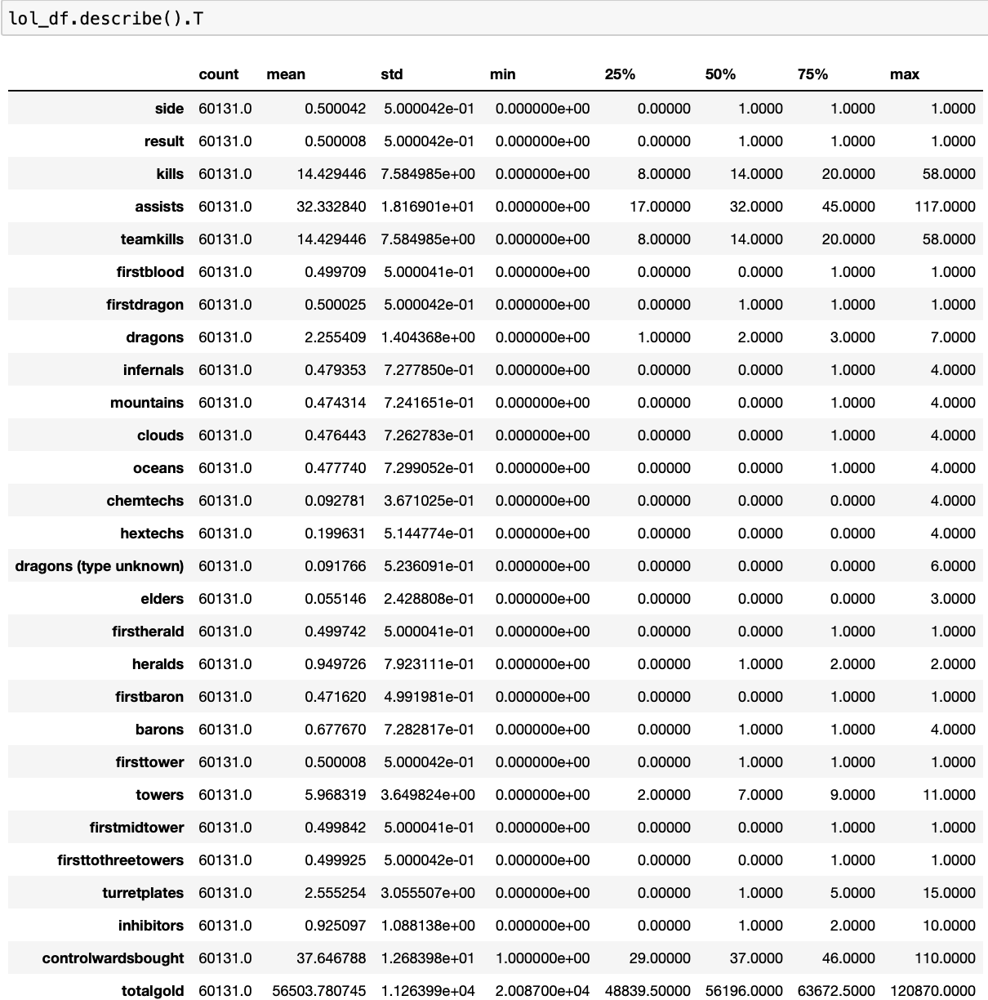 lol_df.describe().T
count mean std min 25% 50% 75% max
side 60131.0 0.500042 5.000042e-01 0.000000e+00 0.00000 1.0000 1.0000 1.0000
result 60131.0 0.500008 5.000042e-01 0.000000e+00 0.00000 1.0000 1.0000 1.0000
kills 60131.0 14.429446 7.584985e+00 0.000000e+00 8.00000 14.0000 20.0000 58.0000
assists 60131.0 32.332840 1.816901e+01 0.000000e+00 17.00000 32.0000 45.0000 117.0000
teamkills 60131.0 14.429446 7.584985e+00 0.000000e+00 8.00000 14.0000 20.0000 58.0000
firstblood 60131.0 0.499709 5.000041e-01 0.000000e+00 0.00000 0.0000 1.0000 1.0000
firstdragon 60131.0 0.500025 5.000042e-01 0.000000e+00 0.00000 1.0000 1.0000 1.0000
dragons 60131.0 2.255409 1.404368e+00 0.000000e+00 1.00000 2.0000 3.0000 7.0000
infernals 60131.0 0.479353 7.277850e-01 0.000000e+00 0.00000 0.0000 1.0000 4.0000
mountains 60131.0 0.474314 7.241651e-01 0.000000e+00 0.00000 0.0000 1.0000 4.0000
clouds 60131.0 0.476443 7.262783e-01 0.000000e+00 0.00000 0.0000 1.0000 4.0000
oceans 60131.0 0.477740 7.299052e-01 0.000000e+00 0.00000 0.0000 1.0000 4.0000
chemtechs 60131.0 0.092781 3.671025e-01 0.000000e+00 0.00000 0.0000 0.0000 4.0000
hextechs 60131.0 0.199631 5.144774e-01 0.000000e+00 0.00000 0.0000 0.0000 4.0000
dragons (type unknown) 60131.0 0.091766 5.236091e-01 0.000000e+00 0.00000 0.0000 0.0000 6.0000
elders 60131.0 0.055146 2.428808e-01 0.000000e+00 0.00000 0.0000 0.0000 3.0000
firstherald 60131.0 0.499742 5.000041e-01 0.000000e+00 0.00000 0.0000 1.0000 1.0000
heralds 60131.0 0.949726 7.923111e-01 0.000000e+00 0.00000 1.0000 2.0000 2.0000
firstbaron 60131.0 0.471620 4.991981e-01 0.000000e+00 0.00000 0.0000 1.0000 1.0000
barons 60131.0 0.677670 7.282817e-01 0.000000e+00 0.00000 1.0000 1.0000 4.0000
firsttower 60131.0 0.500008 5.000042e-01 0.000000e+00 0.00000 1.0000 1.0000 1.0000
towers 60131.0 5.968319 3.649824e+00 0.000000e+00 2.00000 7.0000 9.0000 11.0000
firstmidtower 60131.0 0.499842 5.000041e-01 0.000000e+00 0.00000 0.0000 1.0000 1.0000
firsttothreetowers 60131.0 0.499925 5.000042e-01 0.000000e+00 0.00000 0.0000 1.0000 1.0000
turretplates 60131.0 2.555254 3.055507e+00 0.000000e+00 0.00000 1.0000 5.0000 15.0000
inhibitors 60131.0 0.925097 1.088138e+00 0.000000e+00 0.00000 1.0000 2.0000 10.0000
controlwardsbought 60131.0 37.646788 1.268398e+01 1.000000e+00 29.00000 37.0000 46.0000 110.0000
totalgold 60131.0 56503.780745 1.126399e+04 2.008700e+04 48839.50000 56196.0000 63672.5000 120870.0000